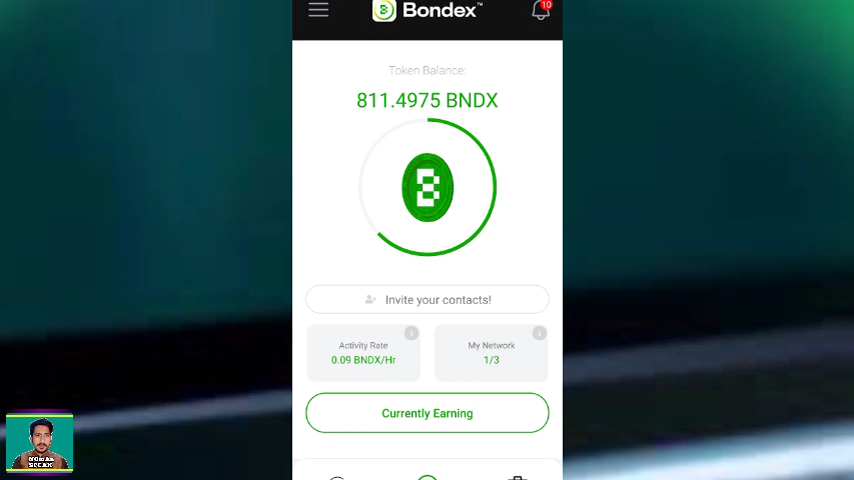 Bondex™
10
Token Balance:
811.4975 BNDX
Invite your contacts!
Activity Rate
0.09 BNDX/Hr
My Network
1/3
Currently Earning